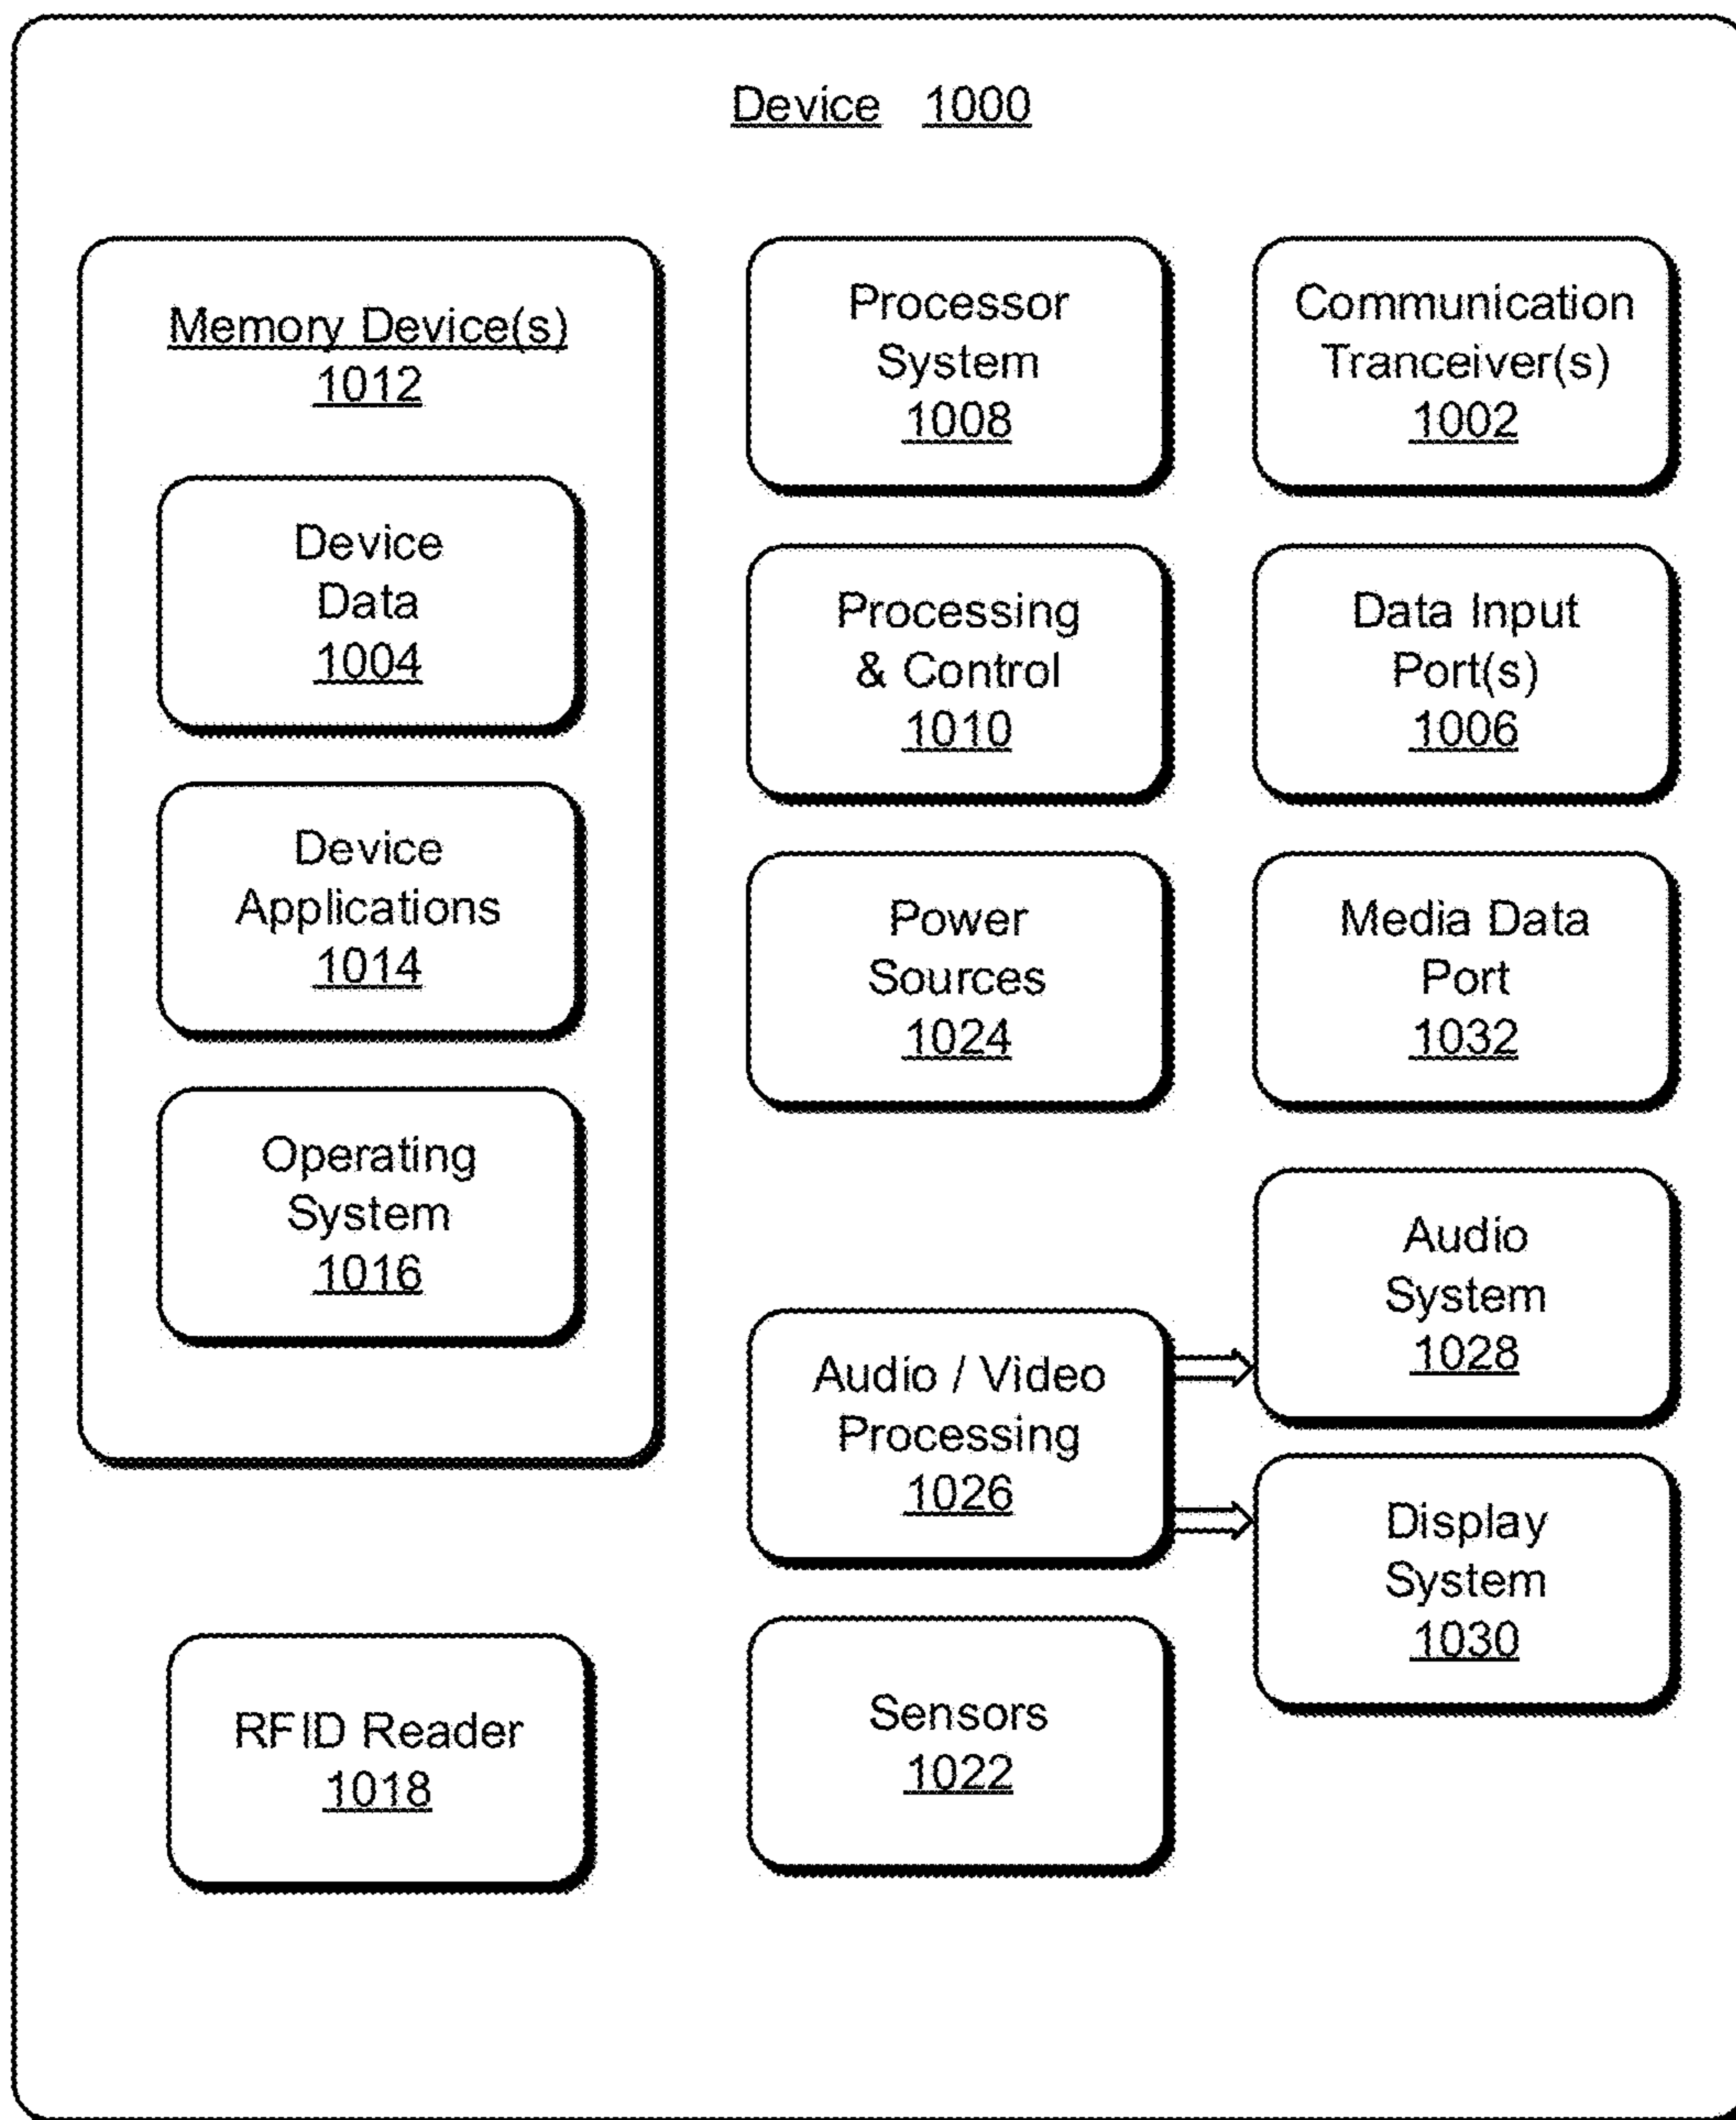 Device 1000
Memory Device(s)
1012
Device
Data
1004
Device
Applications
1014
Operating
System
1016
RFID Reader
1018
Processor
System
1008
Processing
& Control
1010
Power
Sources
1024
Audio / Video
Processing
1026
Sensors
1022
Communication
Tranceiver(s)
1002
Data Input
Port(s)
1006
Media Data
Port
1032
Audio
System
1028
Display
System
1030